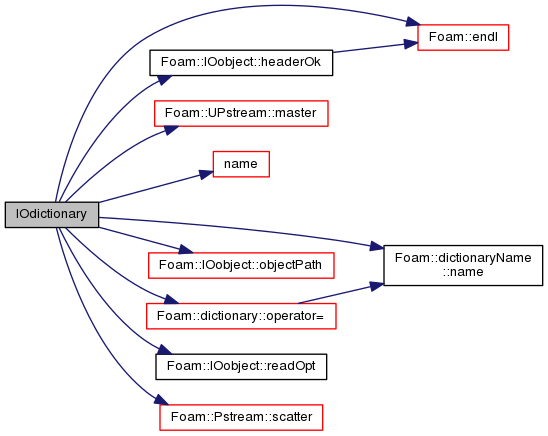 Foam::endl
Foam::IOobject::headerOk
Foam::UPstream::master
name
IOdictionary
Foam::dictionaryName
::name
Foam::IOobject::objectPath
Foam::dictionary::operator=
Foam::IOobject::readOpt
Foam::Pstream::scatter